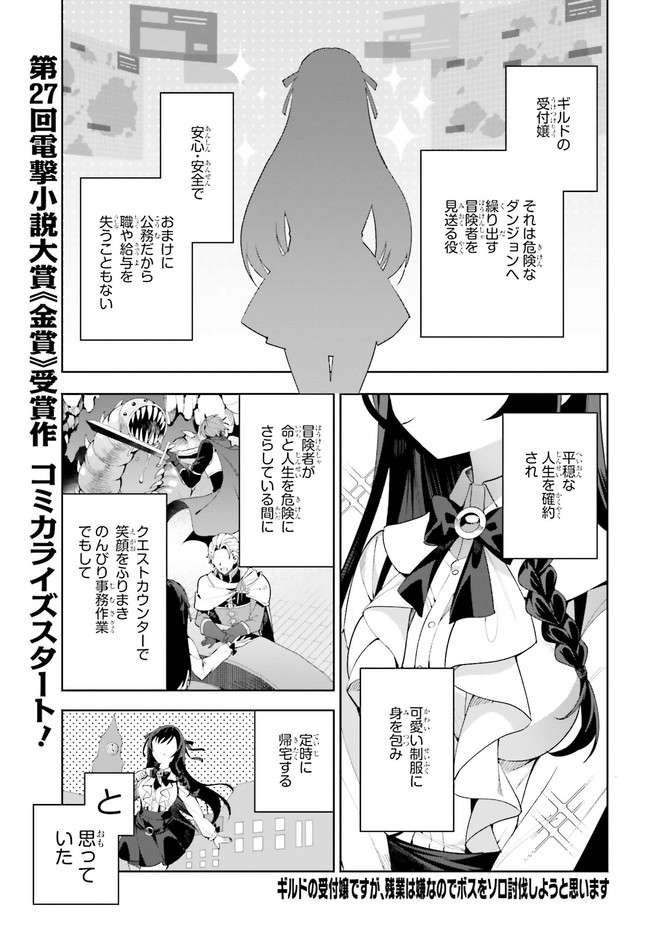 ギルドの
受付嬢
それは危険な
ダンジョンへ
繰り出す
冒険者を
見送る役
安心・安全で
おまけに
公務だから
職や給与を
失うこともない
平穏な
人生を確約
され
可愛い制服に
身を包み
冒険者が
命と人生を危険に
さらしている間に
クエストカウンターで
笑顔をふりまき
のんびり事務作業
でもして
定時に
帰宅する
と
思って
いた
第27回電撃小説大賞《金賞》受賞作 コミカライズスタート!
ギルドの受付嬢ですが、残業は嫌なのでボスをソロ討伐しようと思います